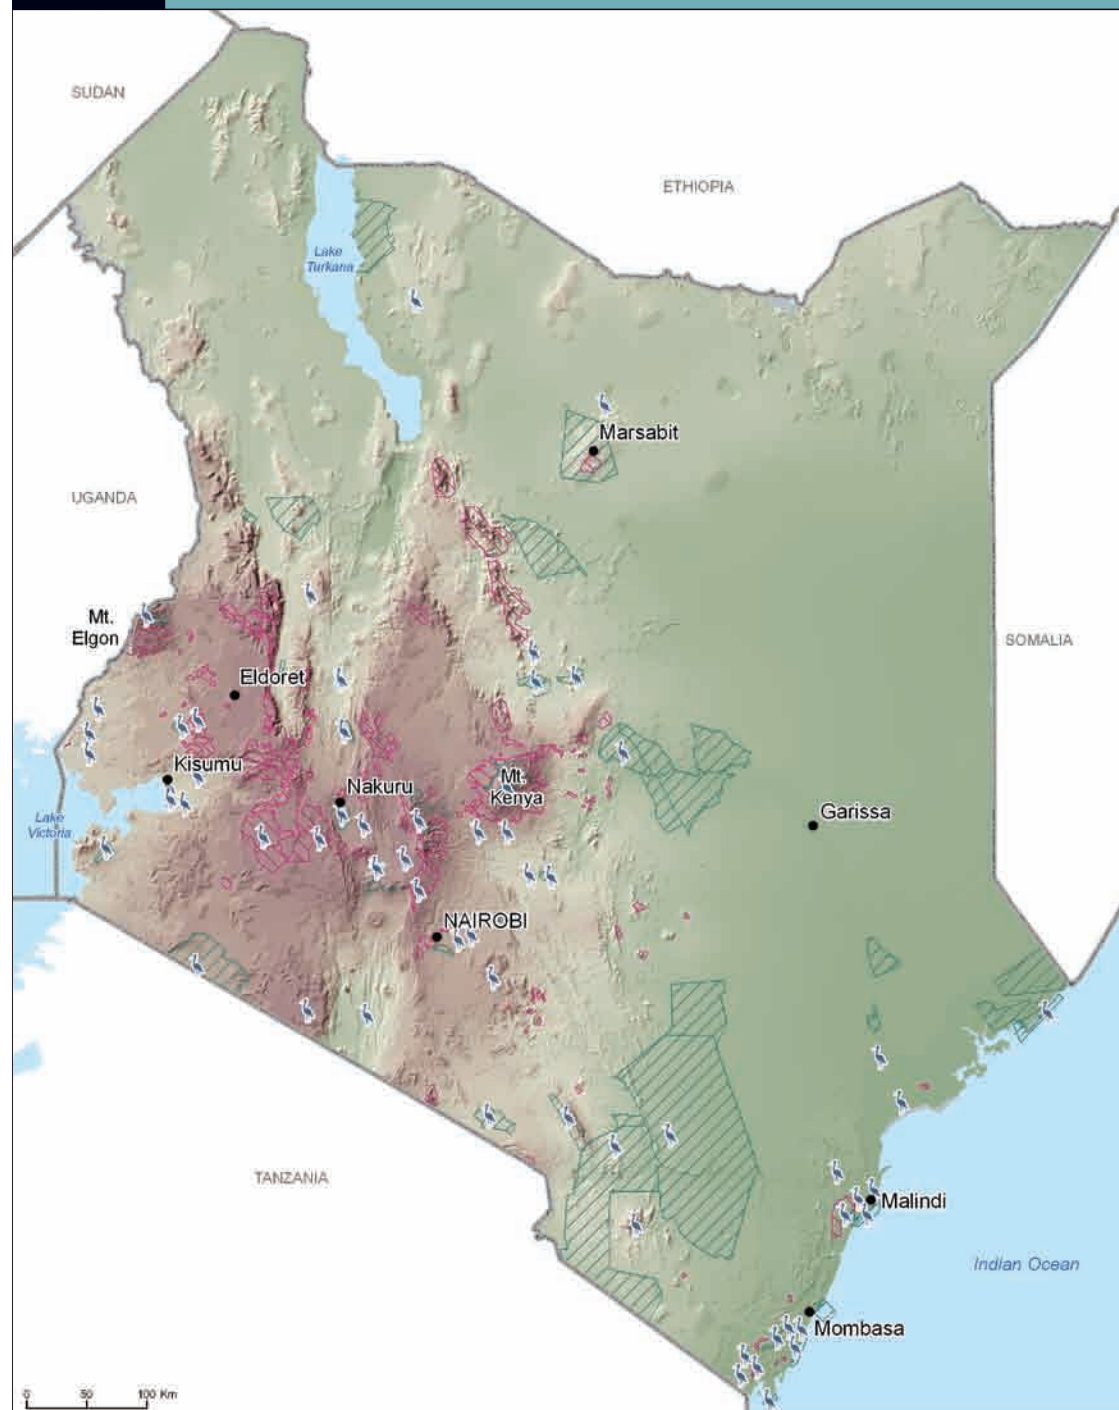 SUDAN
ETHIOPIA
Lake
Turkana
Marsabit
UGANDA
Mt.
Elgon
SOMALIA
Eldoret
Kisumu
Nakuru
Mt.
Kenya
Lake
Victoria
Garissa
NAIROBI
TANZANIA
Malindi
Indian Ocean
Mombasa
0 50 100 Km